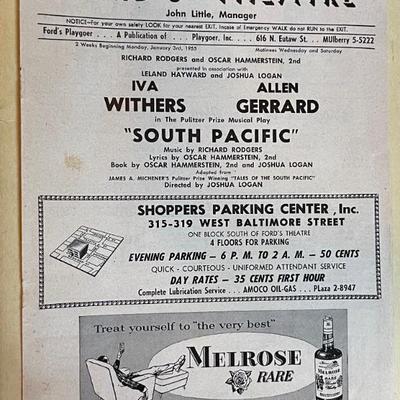 John Little, Manager
NOTICE—For your own safety LOOK for your nearest EXIT. Incase of Emergency WALK do not RUN to the EXIT.
Ford's Playgoer . . . A Publication of . . . Playgoer, Inc. . . . . 616 N. Eutaw St. . . . MUlberry 5-5222
2 Weeks Beginning Monday, January 3rd, 1955 Matinees Wednesday and Saturday
RICHARD RODGERS and OSCAR HAMMERSTEIN, 2nd
presented in association with
LELAND HAYWARD and JOSHUA LOGAN
IVA ALLEN
WITHERS GERRARD
in The Pulitzer Prize Musical Play
"SOUTH PACIFIC"
Music by RICHARD RODGERS
Lyrics by OSCAR HAMMERSTEIN, 2nd
Book by OSCAR HAMMERSTEIN, 2nd and JOSHUA LOGAN
Adapted from
JAMES A. MICHENER'S Pulitzer Prize Winning "TALES OF THE SOUTH PACIFIC"
Directed by JOSHUA LOGAN
SHOPPERS PARKING CENTER, Inc.
315-319 WEST BALTIMORE STREET
ONE BLOCK SOUTH OF FORD'S THEATRE
4 FLOORS FOR PARKING
EVENING PARKING — 6 P. M. TO 2 A. M. — 50 CENTS
QUICK - COURTEOUS - UNIFORMED ATTENDANT SERVICE
DAY RATES — 35 CENTS FIRST HOUR
Complete Lubrication Service . . . AMOCO OIL-GAS . . . PLaza 2-8947
Treat yourself to "the very best"
MELROSE
RARE
MELROSE
RARE